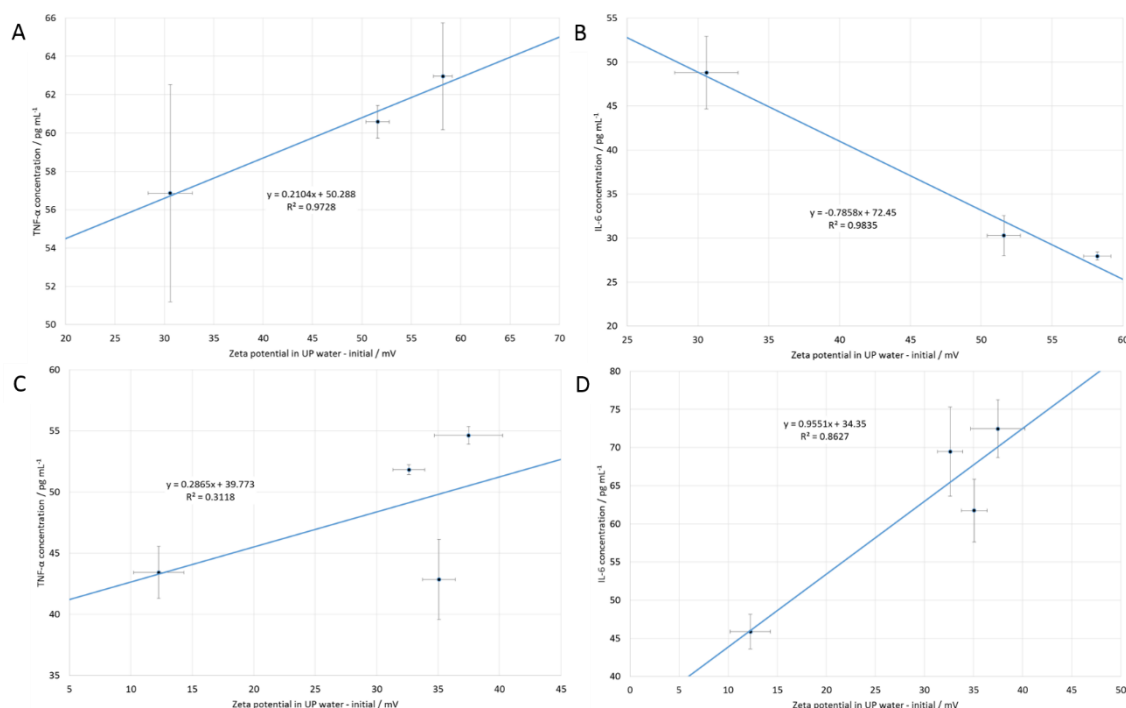 A
TNF-α concentration / pg mL⁻¹
66
64
62
60
58
56
54
52
50
y = 0.2104x + 50.288
R² = 0.9728
20 25 30 35 40 45 50 55 60 65 70
Zeta potential in UP water - initial / mV
B
IL-6 concentration / pg mL⁻¹
55
50
45
40
35
30
25
20
y = -0.7858x + 72.45
R² = 0.9835
25 30 35 40 45 50 55 60
Zeta potential in UP water - initial / mV
C
TNF-α concentration / pg mL⁻¹
60
55
50
45
40
35
y = 0.2865x + 39.773
R² = 0.3118
5 10 15 20 25 30 35 40 45
Zeta potential in UP water - initial / mV
D
IL-6 concentration / pg mL⁻¹
80
75
70
65
60
55
50
45
40
y = 0.9551x + 34.35
R² = 0.8627
0 5 10 15 20 25 30 35 40 45 50
Zeta potential in UP water - initial / mV